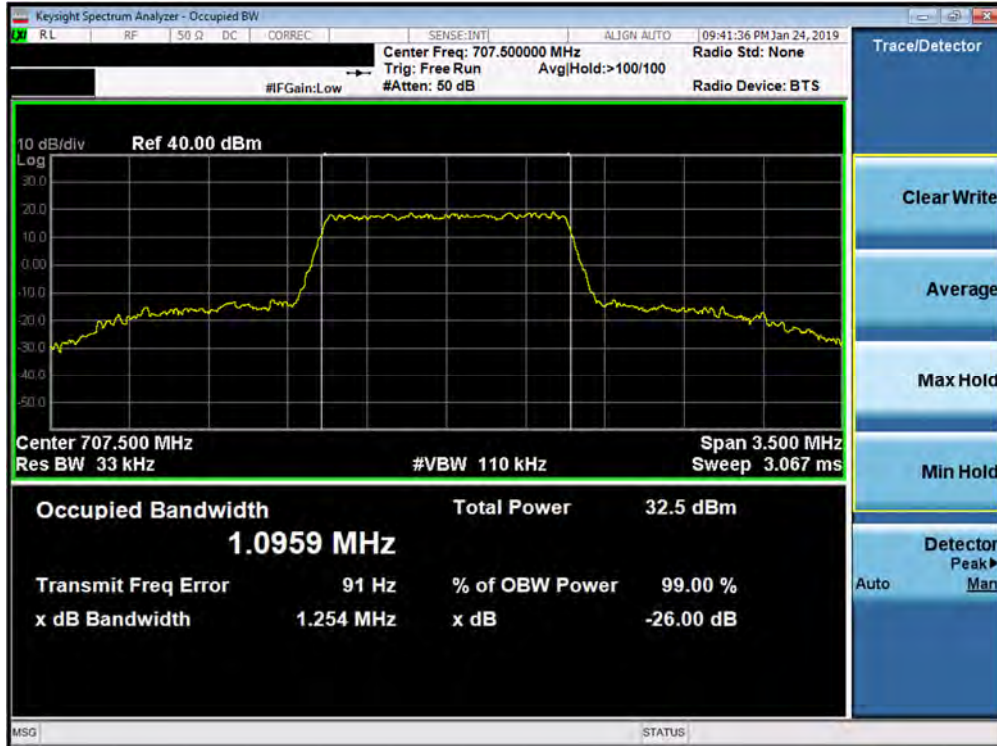 Keysight Spectrum Analyzer - Occupied BW
LXI RL RF 50 Ω DC CORREC SENSE:INT ALIGN AUTO 09:41:36 PM Jan 24, 2019
Center Freq: 707.500000 MHz Radio Std: None
Trig: Free Run Avg|Hold:>100/100
#IFGain:Low #Atten: 50 dB Radio Device: BTS
10 dB/div Ref 40.00 dBm
Log
30.0
20.0
10.0
0.00
-10.0
-20.0
-30.0
-40.0
-50.0
Center 707.500 MHz Span 3.500 MHz
Res BW 33 kHz #VBW 110 kHz Sweep 3.067 ms
Occupied Bandwidth Total Power 32.5 dBm
1.0959 MHz
Transmit Freq Error 91 Hz % of OBW Power 99.00 %
x dB Bandwidth 1.254 MHz x dB -26.00 dB
MSG STATUS
Trace/Detector
Clear Write
Average
Max Hold
Min Hold
Detector
Peak▶
Auto Man